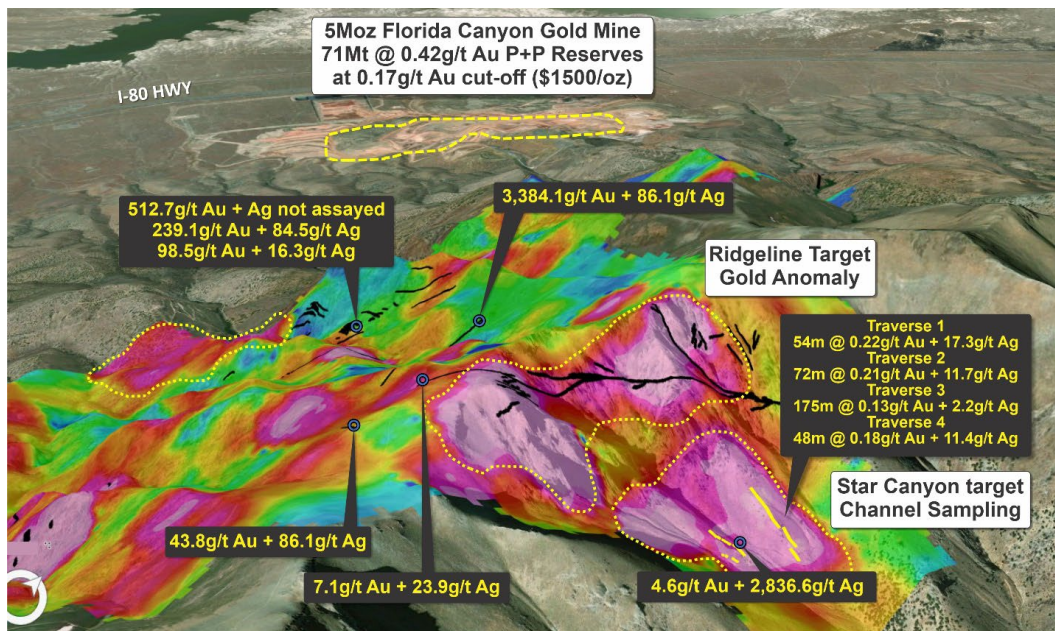 5Moz Florida Canyon Gold Mine
71Mt @ 0.42g/t Au P+P Reserves
at 0.17g/t Au cut-off ($1500/oz)
I-80 HWY
512.7g/t Au + Ag not assayed
239.1g/t Au + 84.5g/t Ag
98.5g/t Au + 16.3g/t Ag
3,384.1g/t Au + 86.1g/t Ag
Ridgeline Target
Gold Anomaly
Traverse 1
54m @ 0.22g/t Au + 17.3g/t Ag
Traverse 2
72m @ 0.21g/t Au + 11.7g/t Ag
Traverse 3
175m @ 0.13g/t Au + 2.2g/t Ag
Traverse 4
48m @ 0.18g/t Au + 11.4g/t Ag
Star Canyon target
Channel Sampling
43.8g/t Au + 86.1g/t Ag
7.1g/t Au + 23.9g/t Ag
4.6g/t Au + 2,836.6g/t Ag